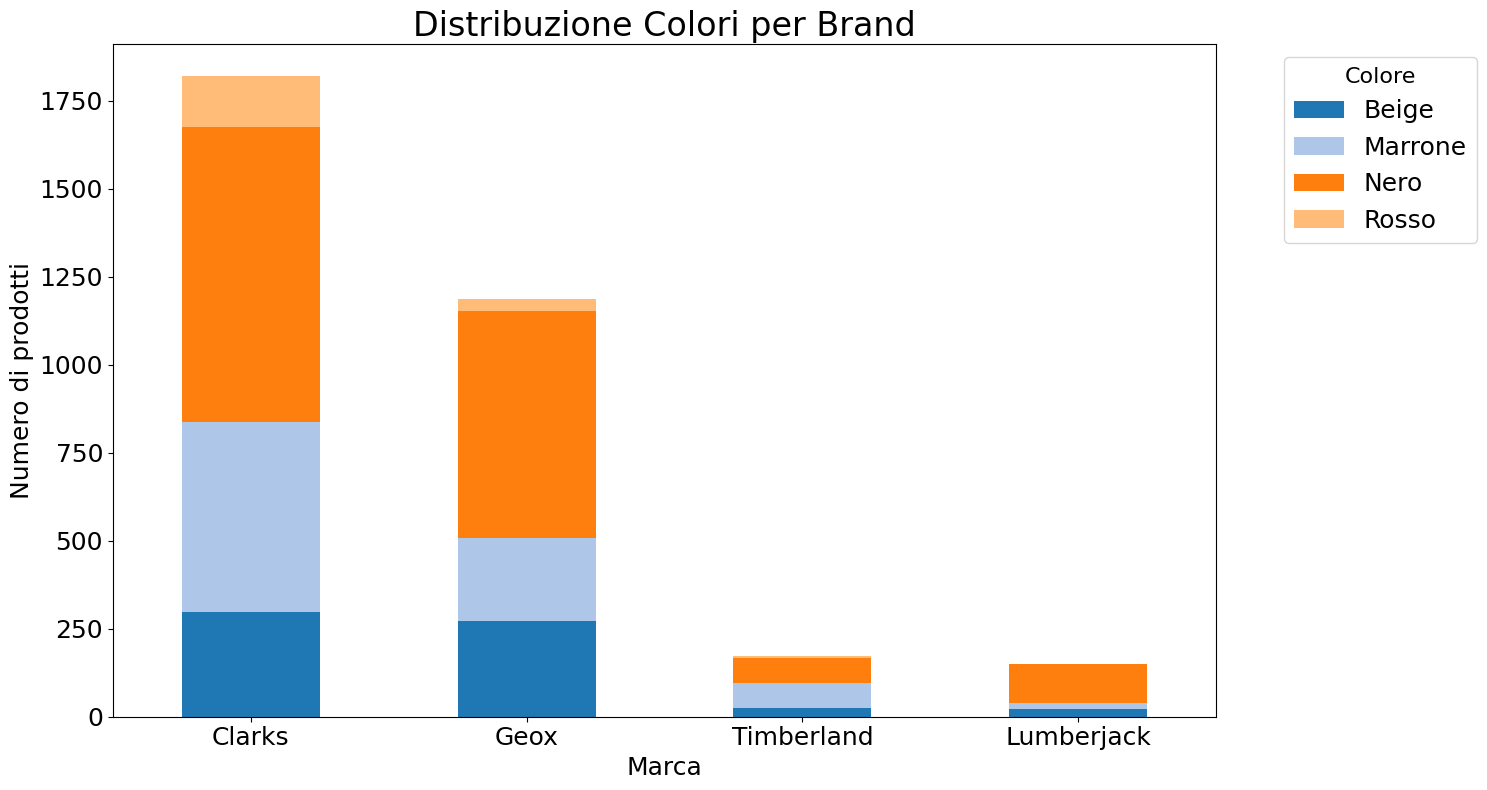 Distribuzione Colori per Brand
Numero di prodotti
1750
1500
1250
1000
750
500
250
0
Clarks
Geox
Timberland
Lumberjack
Marca
Colore
Beige
Marrone
Nero
Rosso